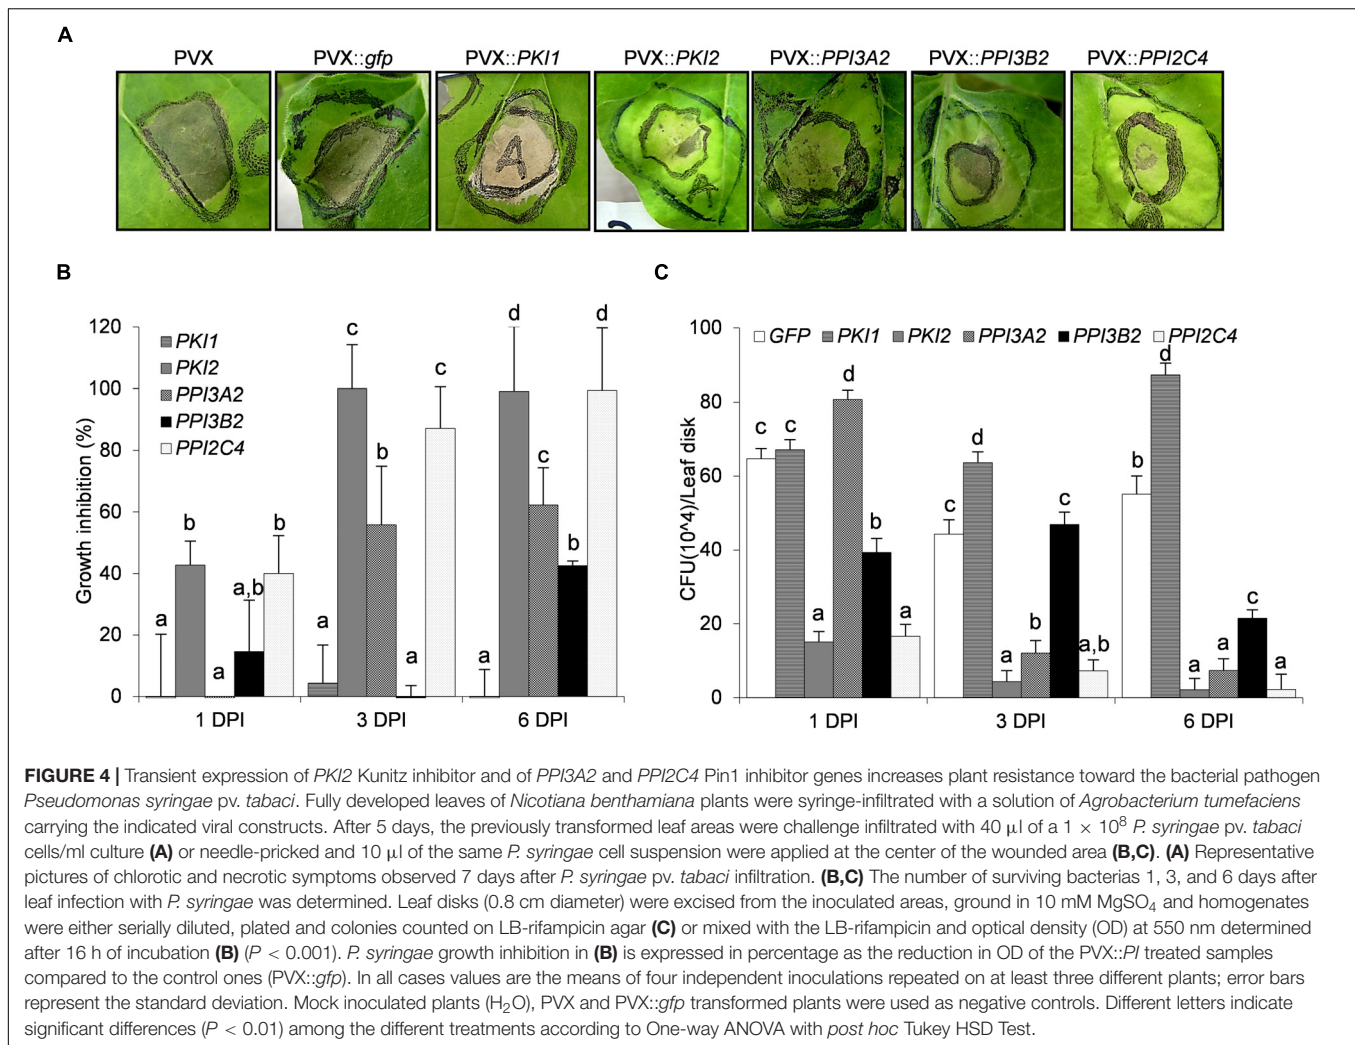 A
PVX PVX::gfp PVX::PKI1 PVX::PKI2 PVX::PPI3A2 PVX::PPI3B2 PVX::PPI2C4
A
A
B
120
100
80
60
40
20
0
Growth inhibition (%)
PKI1
PKI2
PPI3A2
PPI3B2
PPI2C4
a b a a,b b
a c b a c
a d c b d
1 DPI 3 DPI 6 DPI
C
100
80
60
40
20
0
CFU(10^4)/Leaf disk
GFP PKI1 PKI2 PPI3A2 PPI3B2 PPI2C4
c c a d b a
c d a b c a,b
b d a a c a
1 DPI 3 DPI 6 DPI
FIGURE 4 | Transient expression of PKI2 Kunitz inhibitor and of PPI3A2 and PPI2C4 Pin1 inhibitor genes increases plant resistance toward the bacterial pathogen
Pseudomonas syringae pv. tabaci. Fully developed leaves of Nicotiana benthamiana plants were syringe-infiltrated with a solution of Agrobacterium tumefaciens
carrying the indicated viral constructs. After 5 days, the previously transformed leaf areas were challenge infiltrated with 40 μl of a 1 × 10⁸ P. syringae pv. tabaci
cells/ml culture (A) or needle-pricked and 10 μl of the same P. syringae cell suspension were applied at the center of the wounded area (B,C). (A) Representative
pictures of chlorotic and necrotic symptoms observed 7 days after P. syringae pv. tabaci infiltration. (B,C) The number of surviving bacterias 1, 3, and 6 days after
leaf infection with P. syringae was determined. Leaf disks (0.8 cm diameter) were excised from the inoculated areas, ground in 10 mM MgSO₄ and homogenates
were either serially diluted, plated and colonies counted on LB-rifampicin agar (C) or mixed with the LB-rifampicin and optical density (OD) at 550 nm determined
after 16 h of incubation (B) (P < 0.001). P. syringae growth inhibition in (B) is expressed in percentage as the reduction in OD of the PVX::PI treated samples
compared to the control ones (PVX::gfp). In all cases values are the means of four independent inoculations repeated on at least three different plants; error bars
represent the standard deviation. Mock inoculated plants (H₂O), PVX and PVX::gfp transformed plants were used as negative controls. Different letters indicate
significant differences (P < 0.01) among the different treatments according to One-way ANOVA with post hoc Tukey HSD Test.